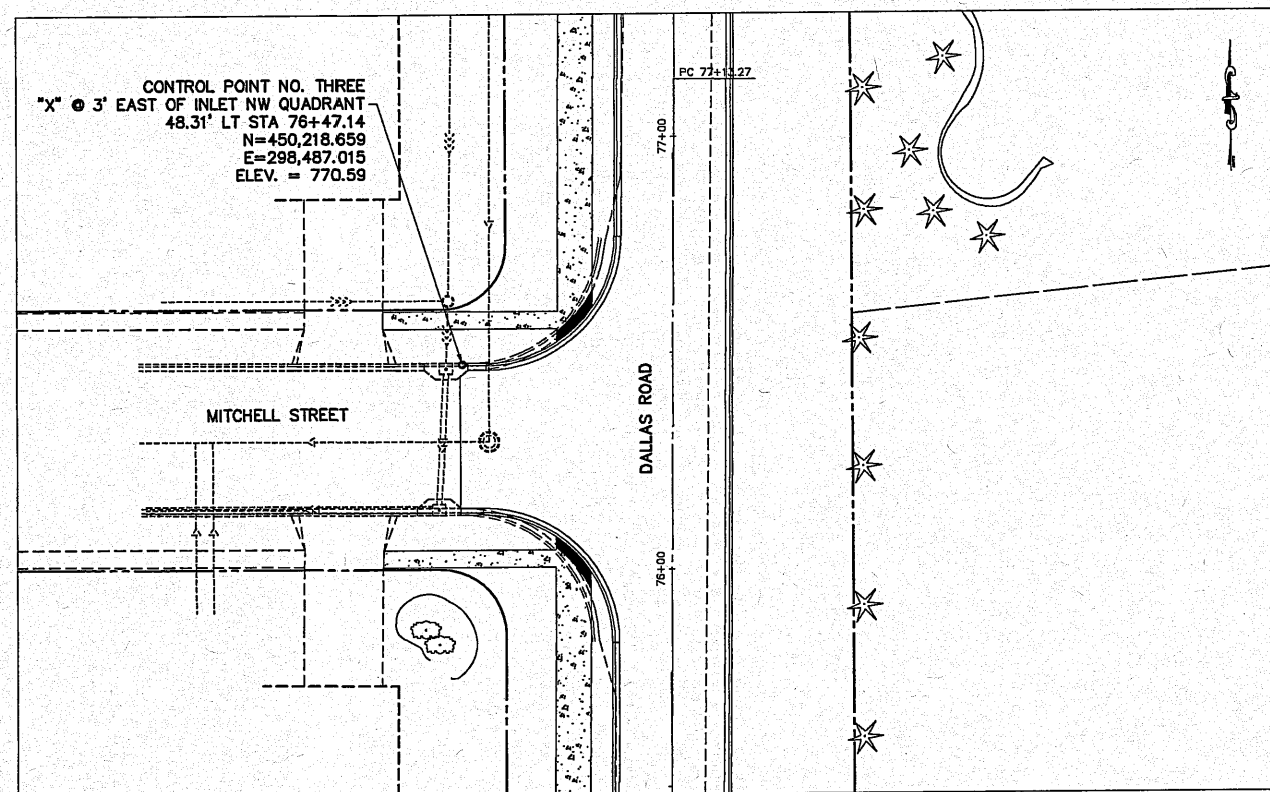 CONTROL POINT NO. THREE
"X" @ 3' EAST OF INLET NW QUADRANT
48.31' LT STA 76+47.14
N=450,218.659
E=298,487.015
ELEV. = 770.59
PC 77+13.27
77+00
MITCHELL STREET
DALLAS ROAD
76+00